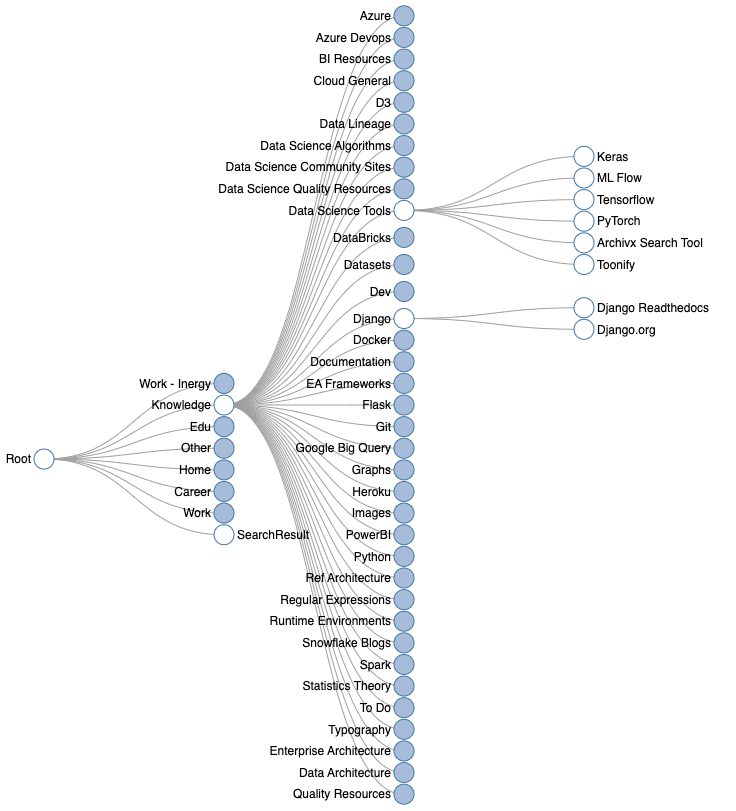 Root
Work - Inergy
Knowledge
Edu
Other
Home
Career
Work
SearchResult
Azure
Azure Devops
BI Resources
Cloud General
D3
Data Lineage
Data Science Algorithms
Data Science Community Sites
Data Science Quality Resources
Data Science Tools
DataBricks
Datasets
Dev
Django
Docker
Documentation
EA Frameworks
Flask
Git
Google Big Query
Graphs
Heroku
Images
PowerBI
Python
Ref Architecture
Regular Expressions
Runtime Environments
Snowflake Blogs
Spark
Statistics Theory
To Do
Typography
Enterprise Architecture
Data Architecture
Quality Resources
Keras
ML Flow
Tensorflow
PyTorch
Archivx Search Tool
Toonify
Django Readthedocs
Django.org